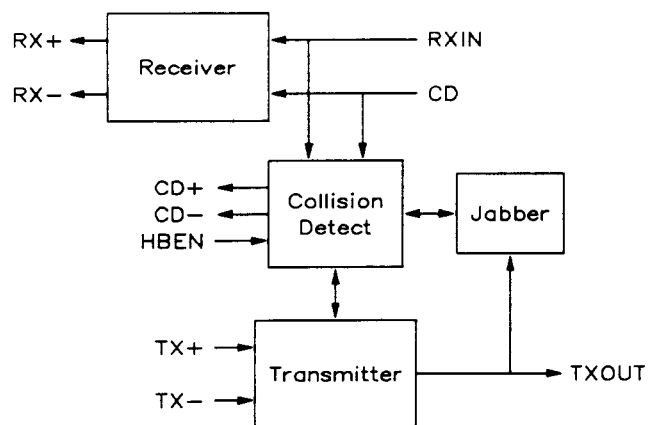 RX+
Receiver
RXIN
RX-
CD
CD+
CD-
HBEN
Collision
Detect
Jabber
TX+
TX-
Transmitter
TXOUT